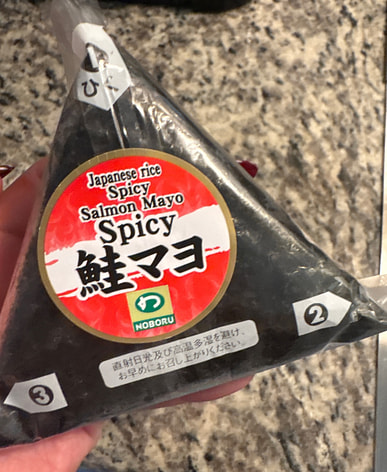 ひく
Japanese rice
Spicy
Salmon Mayo
Spicy
鮭マヨ
わ
NOBORU
直射日光及び高温多湿を避け、
お早めにお召し上がりください。
②
③